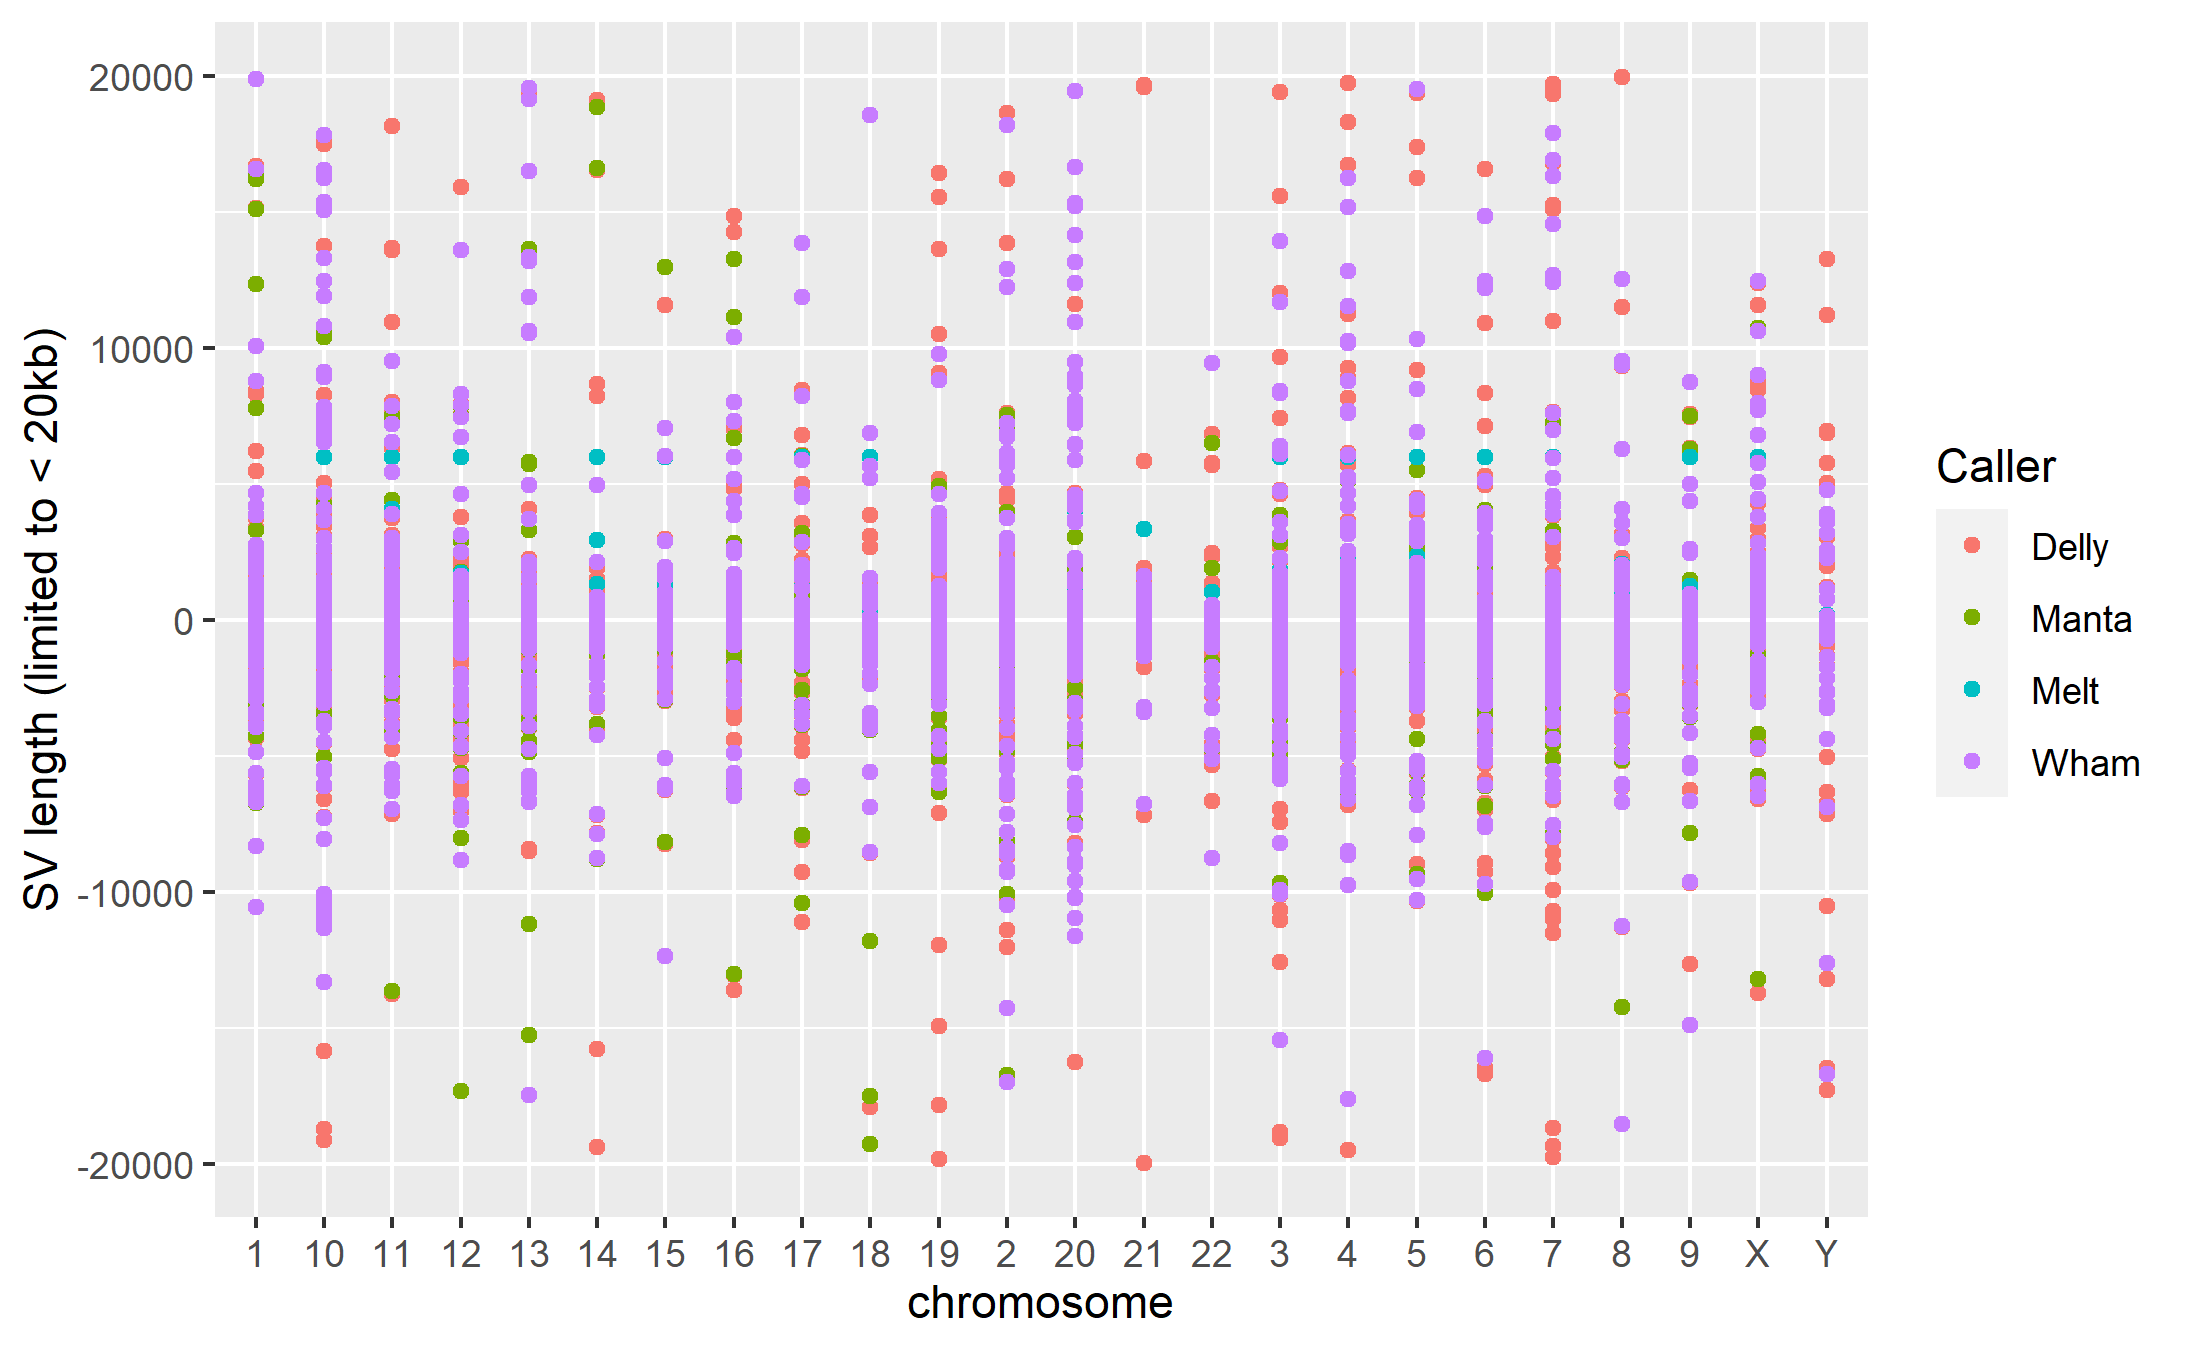 SV length (limited to < 20kb)
20000
10000
0
-10000
-20000
1 10 11 12 13 14 15 16 17 18 19 2 20 21 22 3 4 5 6 7 8 9 X Y
chromosome
Caller
Delly
Manta
Melt
Wham